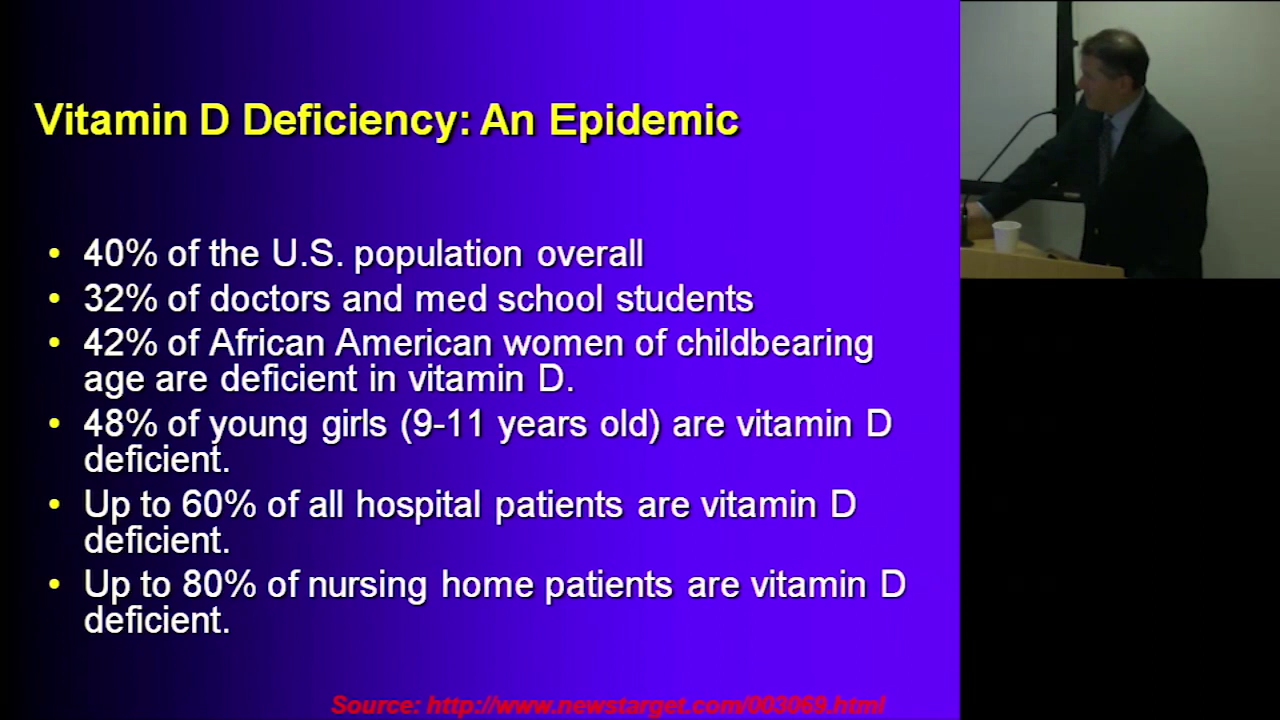 Vitamin D Deficiency: An Epidemic
• 40% of the U.S. population overall
• 32% of doctors and med school students
• 42% of African American women of childbearing
age are deficient in vitamin D.
• 48% of young girls (9-11 years old) are vitamin D
deficient.
• Up to 60% of all hospital patients are vitamin D
deficient.
• Up to 80% of nursing home patients are vitamin D
deficient.
Source: http://www.newstarget.com/003069.html